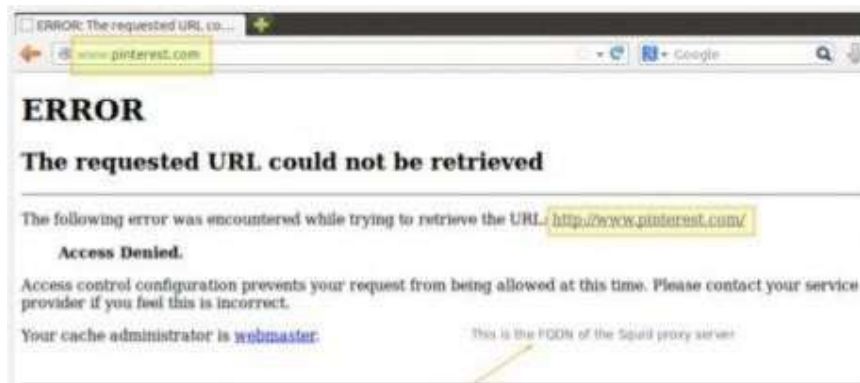 ERROR: The requested URL co...
www.pinterest.com
Google
ERROR
The requested URL could not be retrieved
The following error was encountered while trying to retrieve the URL: http://www.pinterest.com/
Access Denied.
Access control configuration prevents your request from being allowed at this time. Please contact your service
provider if you feel this is incorrect.
Your cache administrator is webmaster.
This is the FQDN of the Squid proxy server